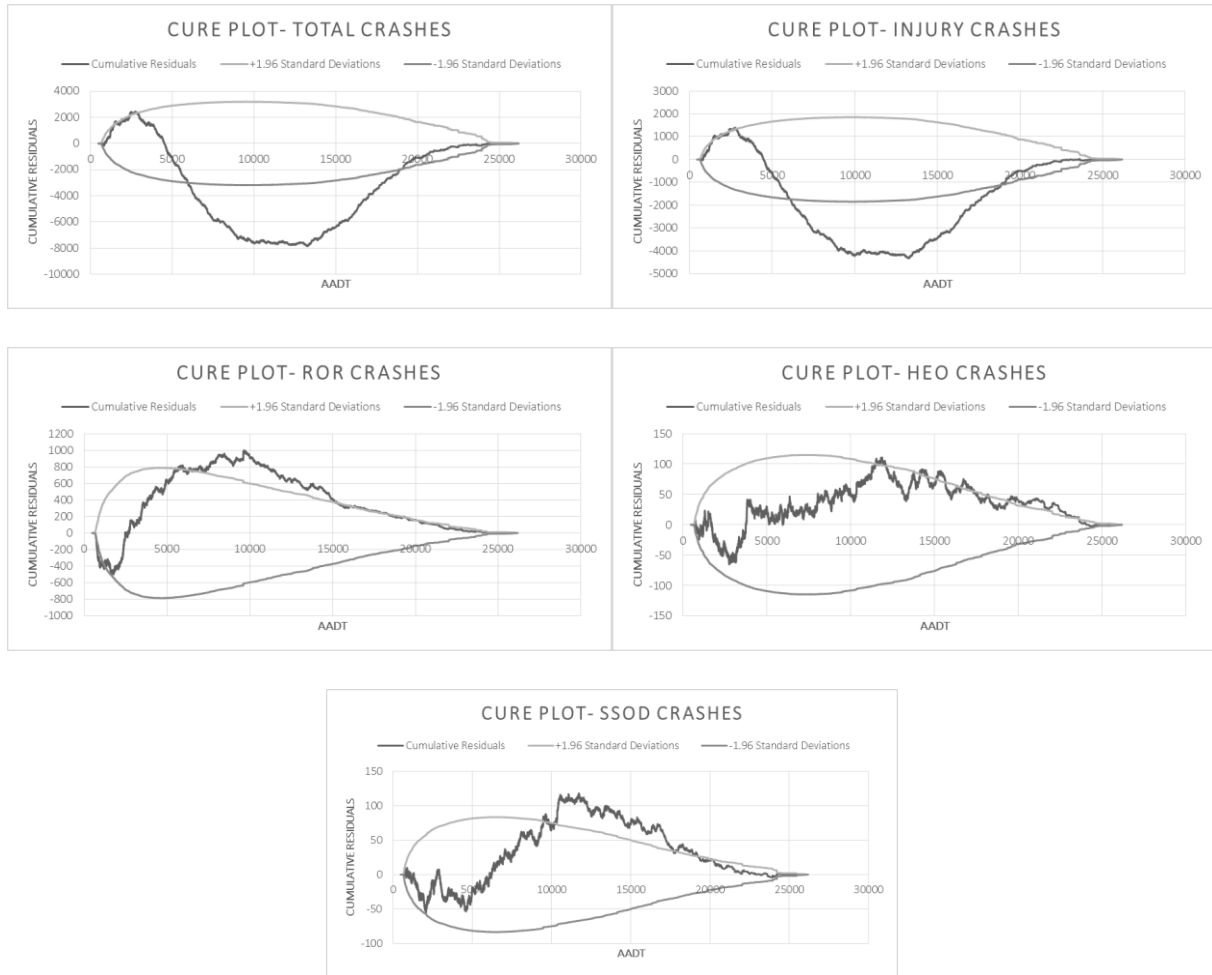 CURE PLOT- TOTAL CRASHES
Cumulative Residuals +1.96 Standard Deviations -1.96 Standard Deviations
4000
2000
0
-2000
-4000
-6000
-8000
-10000
0 5000 10000 15000 20000 25000 30000
CUMULATIVE RESIDUALS
AADT
CURE PLOT- INJURY CRASHES
Cumulative Residuals +1.96 Standard Deviations -1.96 Standard Deviations
3000
2000
1000
0
-1000
-2000
-3000
-4000
-5000
0 5000 10000 15000 20000 25000 30000
CUMULATIVE RESIDUALS
AADT
CURE PLOT- ROR CRASHES
Cumulative Residuals +1.96 Standard Deviations -1.96 Standard Deviations
1200
1000
800
600
400
200
0
-200
-400
-600
-800
-1000
0 5000 10000 15000 20000 25000 30000
CUMULATIVE RESIDUALS
AADT
CURE PLOT- HEO CRASHES
Cumulative Residuals +1.96 Standard Deviations -1.96 Standard Deviations
150
100
50
0
-50
-100
-150
0 5000 10000 15000 20000 25000 30000
CUMULATIVE RESIDUALS
AADT
CURE PLOT- SSOD CRASHES
Cumulative Residuals +1.96 Standard Deviations -1.96 Standard Deviations
150
100
50
0
-50
-100
0 5000 10000 15000 20000 25000 30000
CUMULATIVE RESIDUALS
AADT